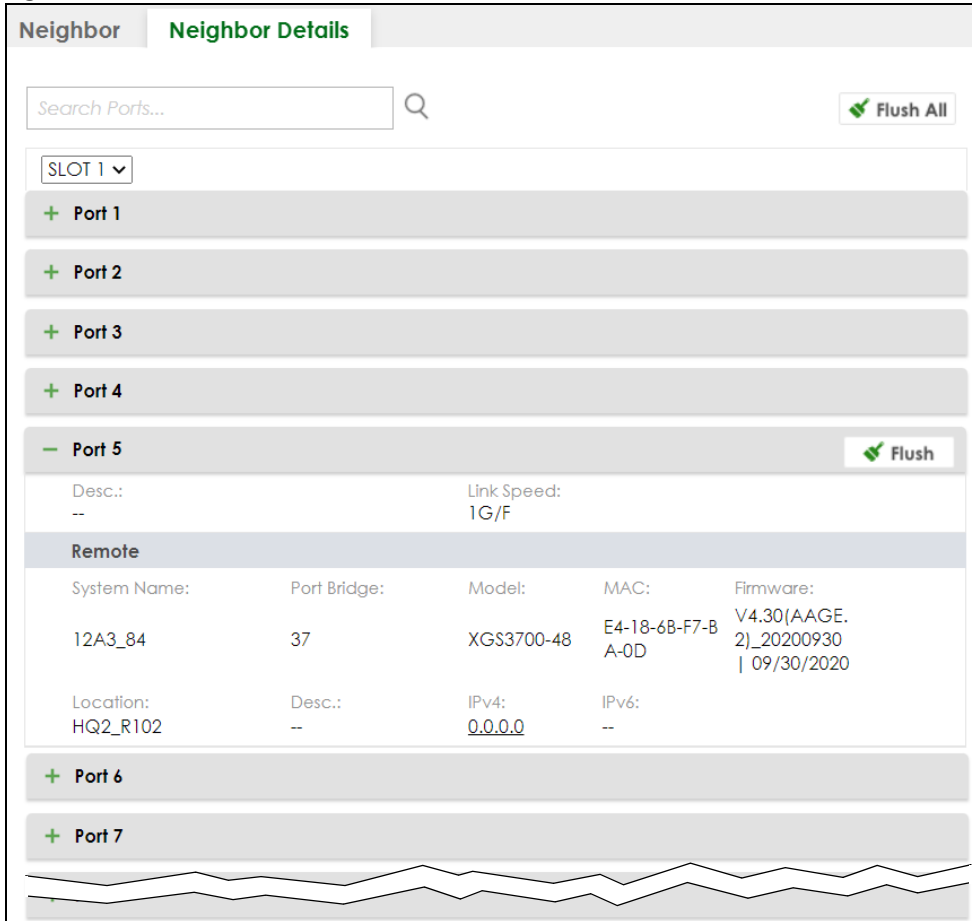 Neighbor
Neighbor Details
Search Ports...
Flush All
SLOT 1
+ Port 1
+ Port 2
+ Port 3
+ Port 4
− Port 5
Flush
Desc.: Link Speed:
-- 1G/F
Remote
System Name: Port Bridge: Model: MAC: Firmware:
12A3_84 37 XGS3700-48 E4-18-6B-F7-B
A-0D V4.30(AAGE.
2)_20200930
| 09/30/2020
Location: Desc.: IPv4: IPv6:
HQ2_R102 -- 0.0.0.0 --
+ Port 6
+ Port 7